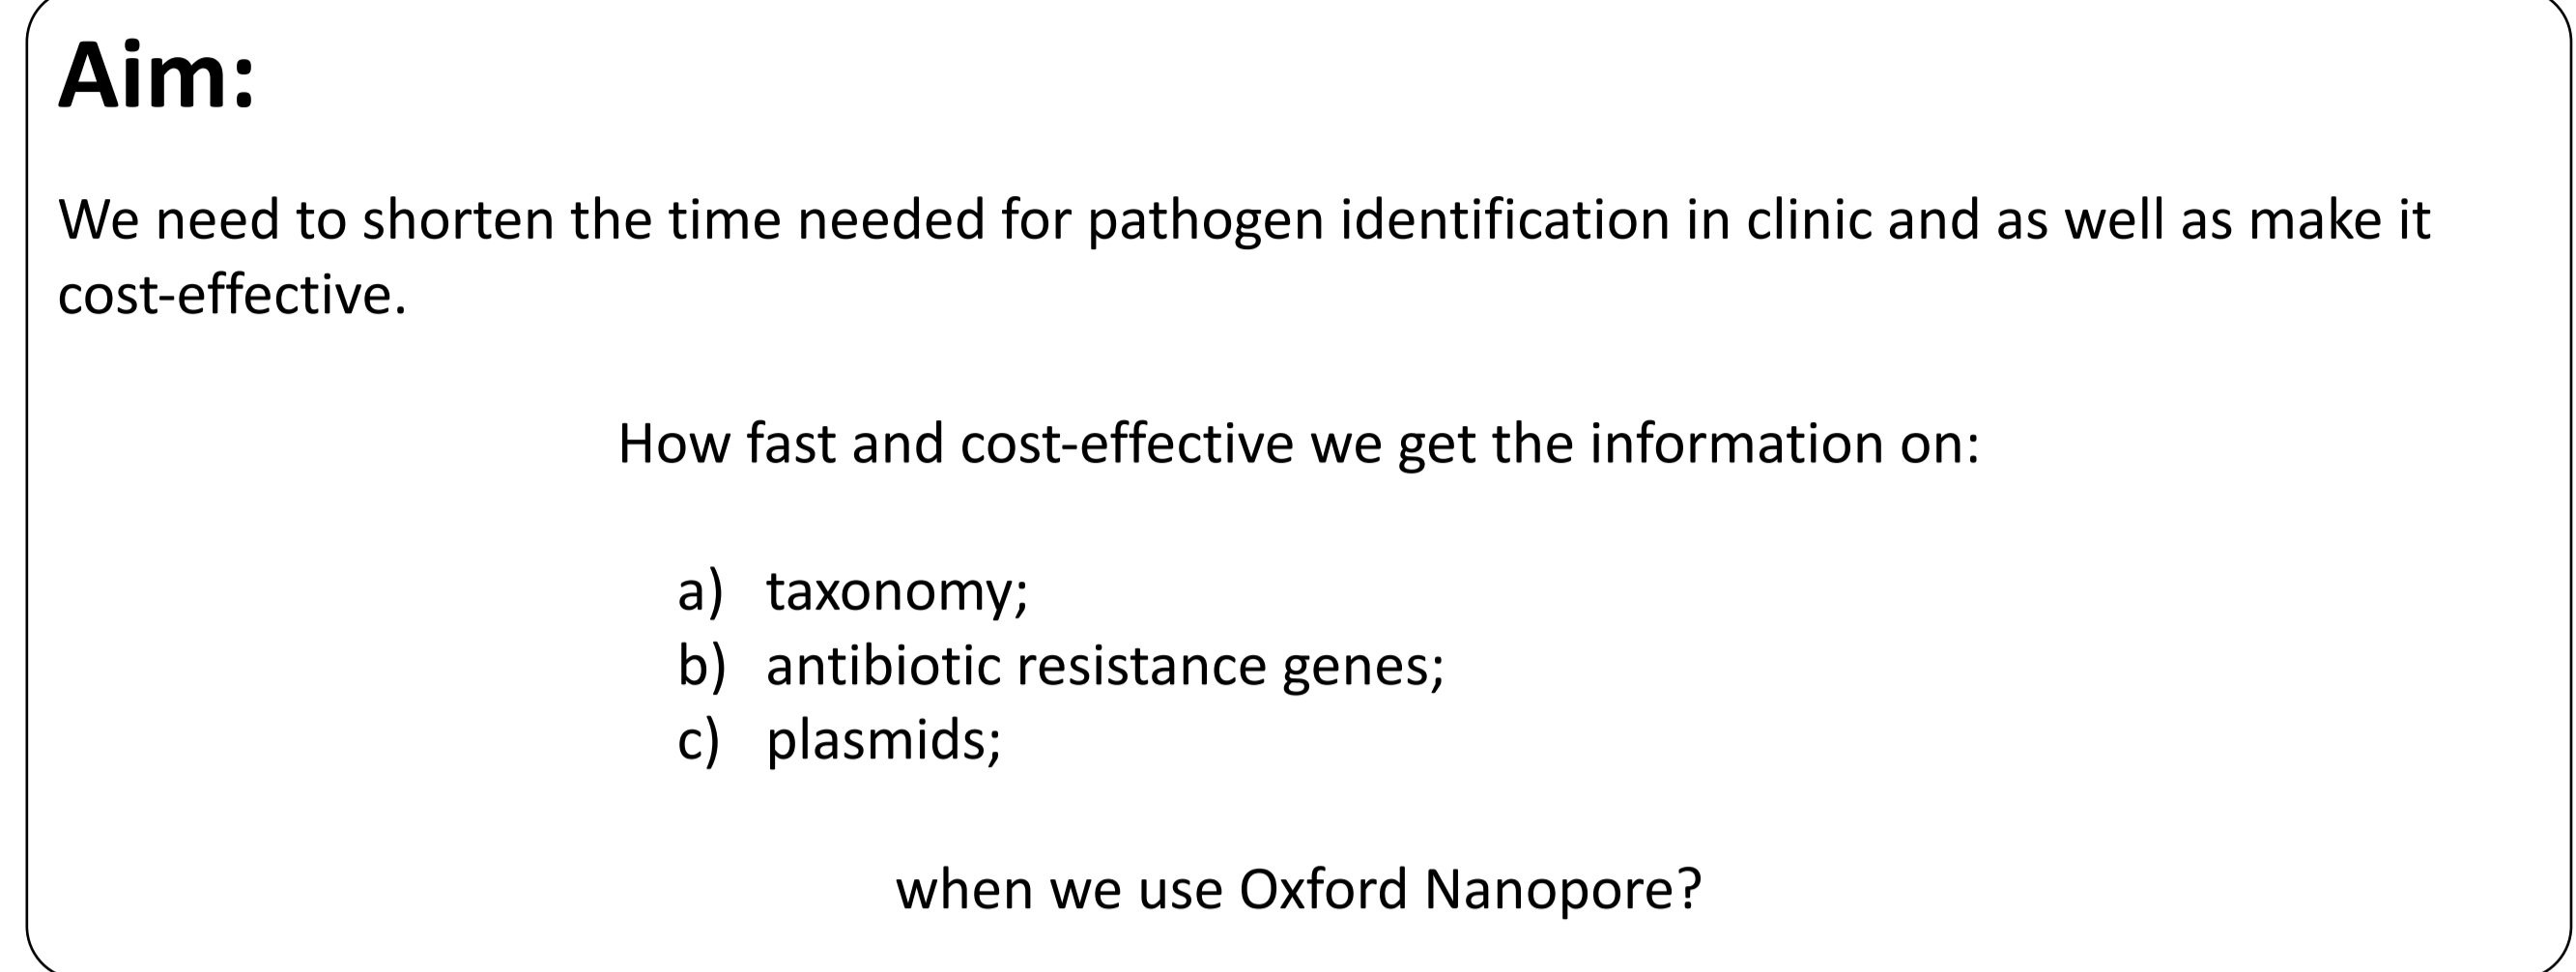 Aim:
We need to shorten the time needed for pathogen identification in clinic and as well as make it
cost-effective.
How fast and cost-effective we get the information on:
a) taxonomy;
b) antibiotic resistance genes;
c) plasmids;
when we use Oxford Nanopore?